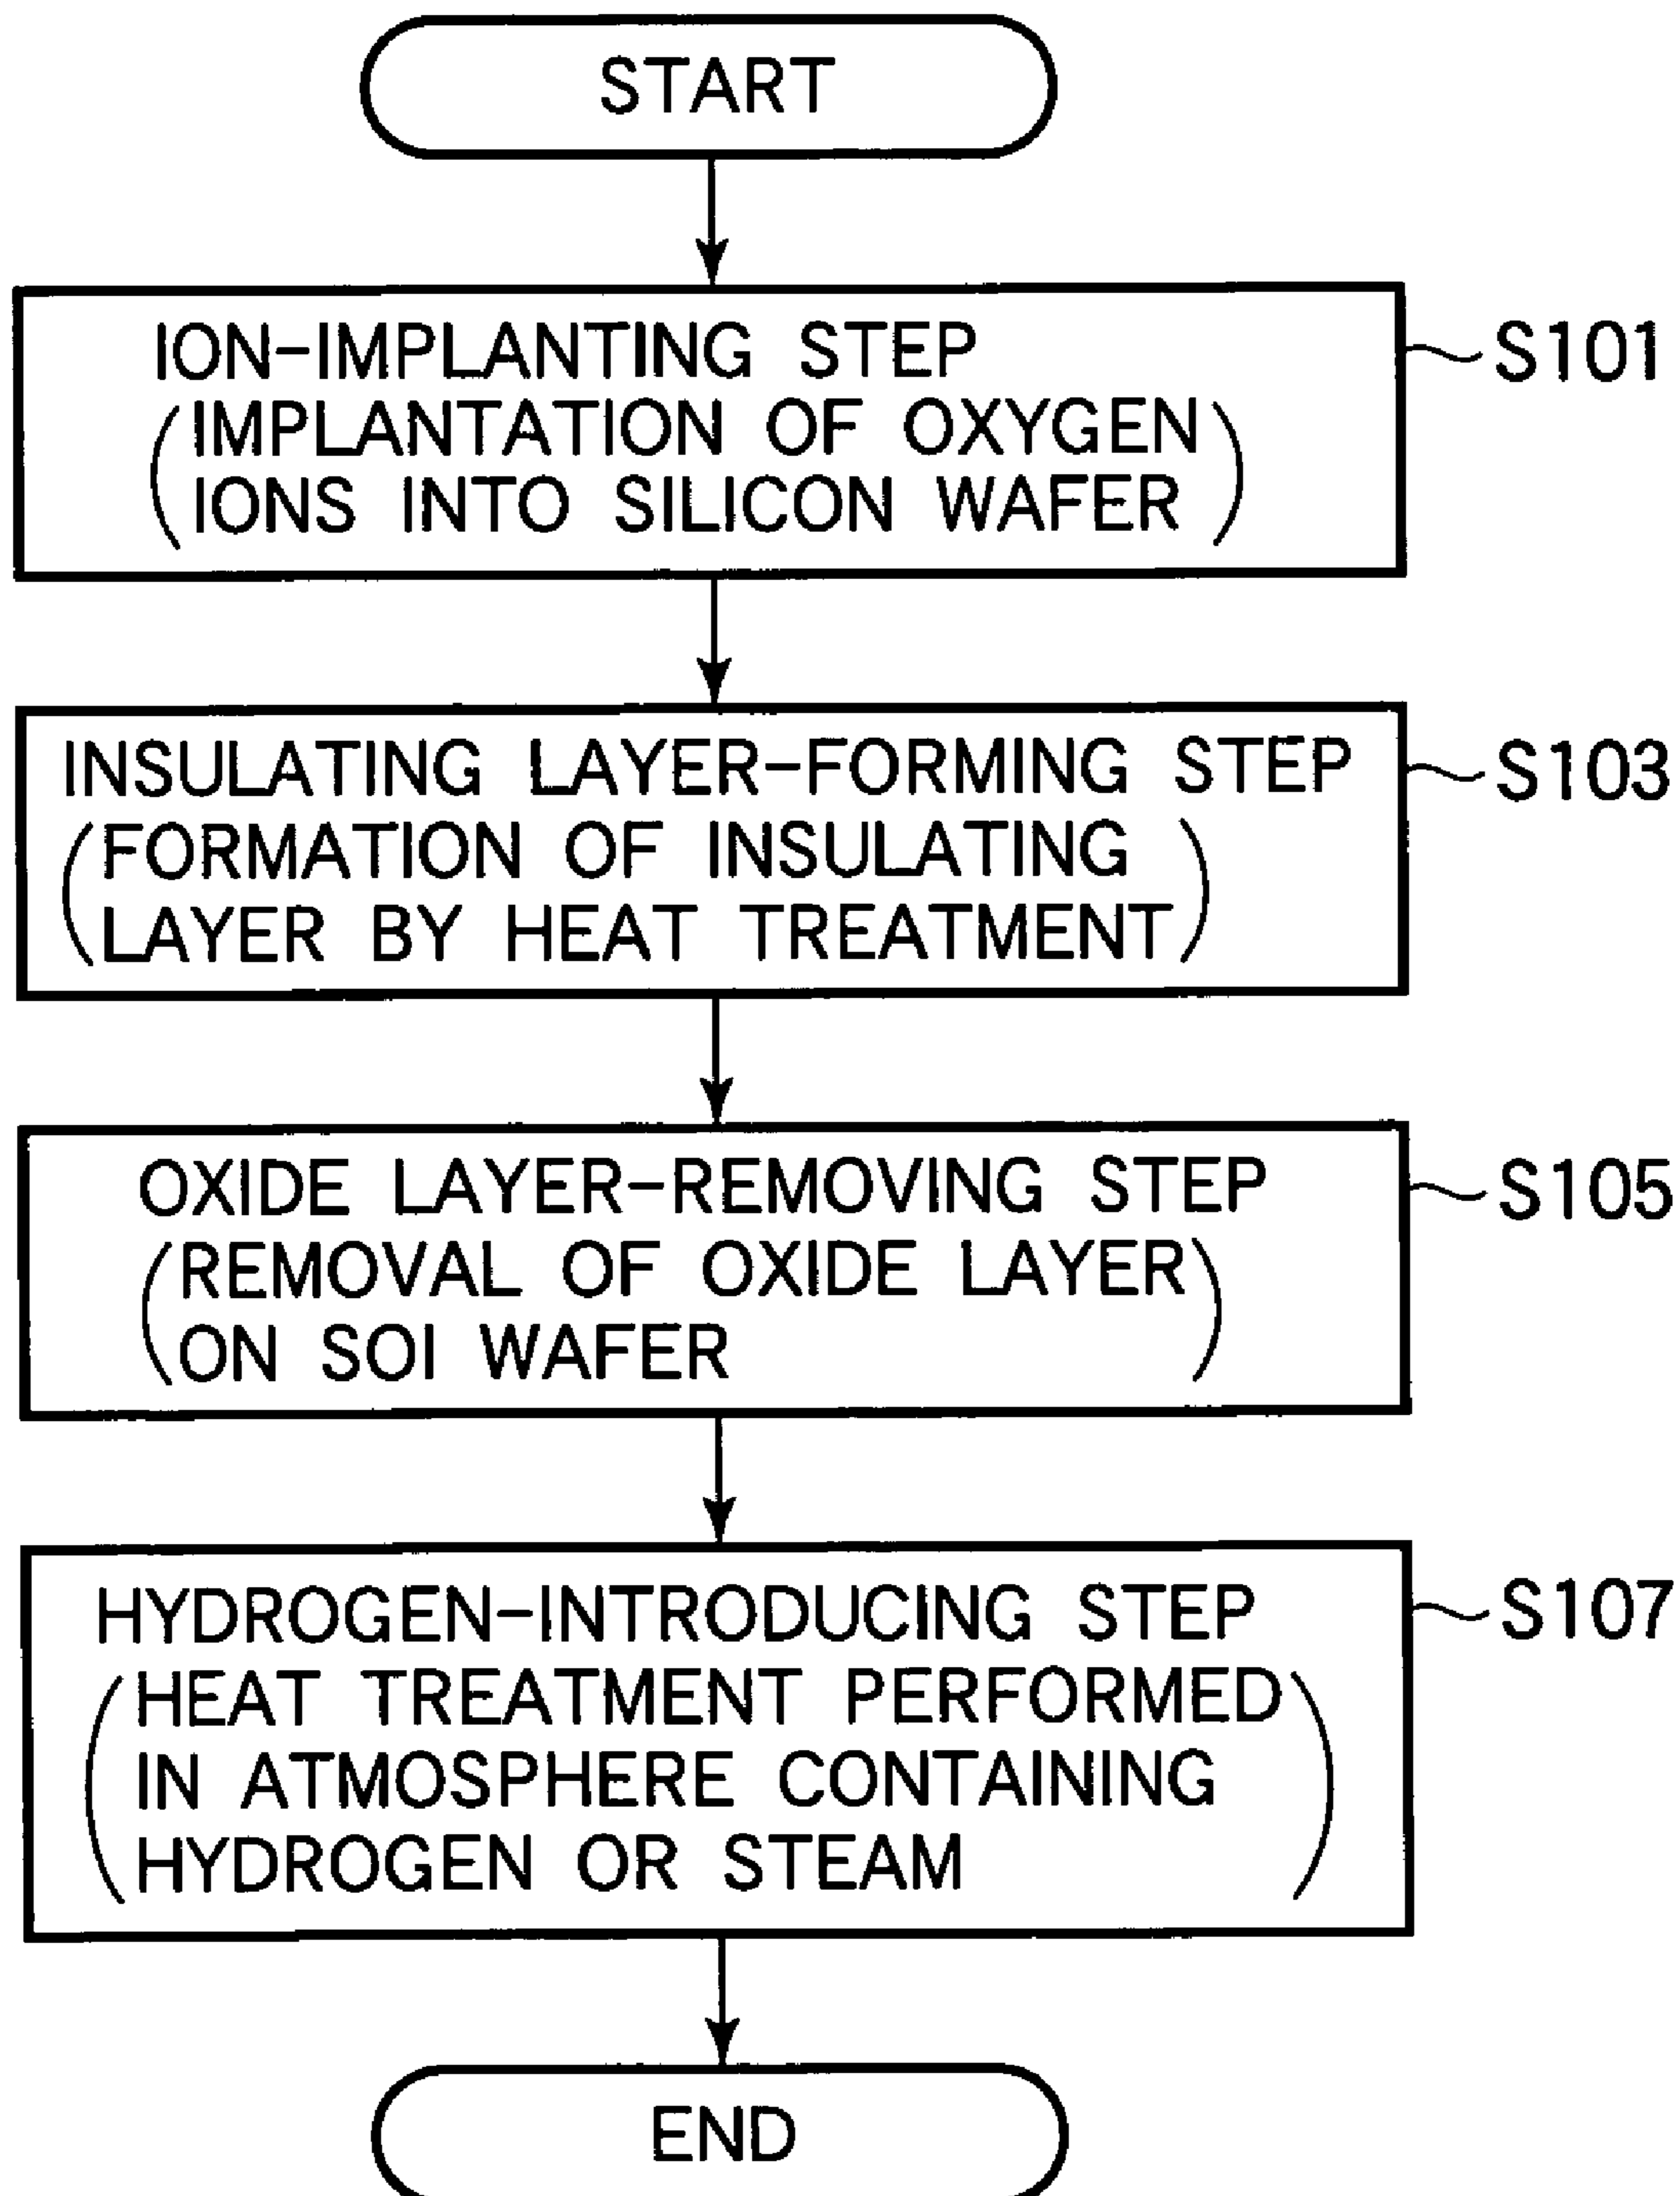 START
ION-IMPLANTING STEP
S101
(IMPLANTATION OF OXYGEN
IONS INTO SILICON WAFER)
INSULATING LAYER-FORMING STEP
S103
(FORMATION OF INSULATING
LAYER BY HEAT TREATMENT)
OXIDE LAYER-REMOVING STEP
S105
(REMOVAL OF OXIDE LAYER
ON SOI WAFER)
HYDROGEN-INTRODUCING STEP
S107
(HEAT TREATMENT PERFORMED
IN ATMOSPHERE CONTAINING
HYDROGEN OR STEAM)
END